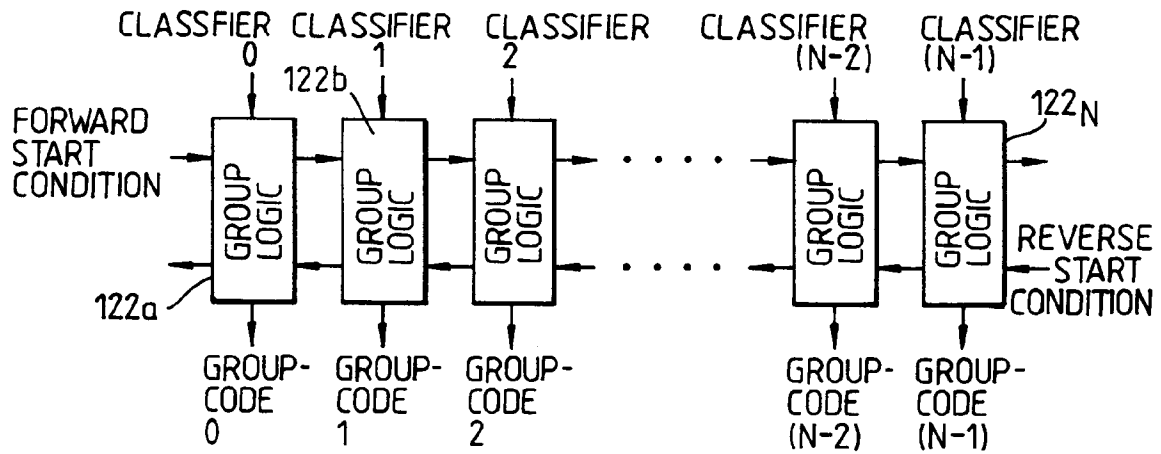 CLASSFIER
0
CLASSIFIER
1
CLASSIFIER
2
CLASSIFIER
(N-2)
CLASSIFIER
(N-1)
122b
122N
FORWARD
START
CONDITION
GROUP
LOGIC
GROUP
LOGIC
GROUP
LOGIC
GROUP
LOGIC
GROUP
LOGIC
REVERSE
START
CONDITION
122a
GROUP-
CODE
0
GROUP-
CODE
1
GROUP-
CODE
2
GROUP-
CODE
(N-2)
GROUP-
CODE
(N-1)